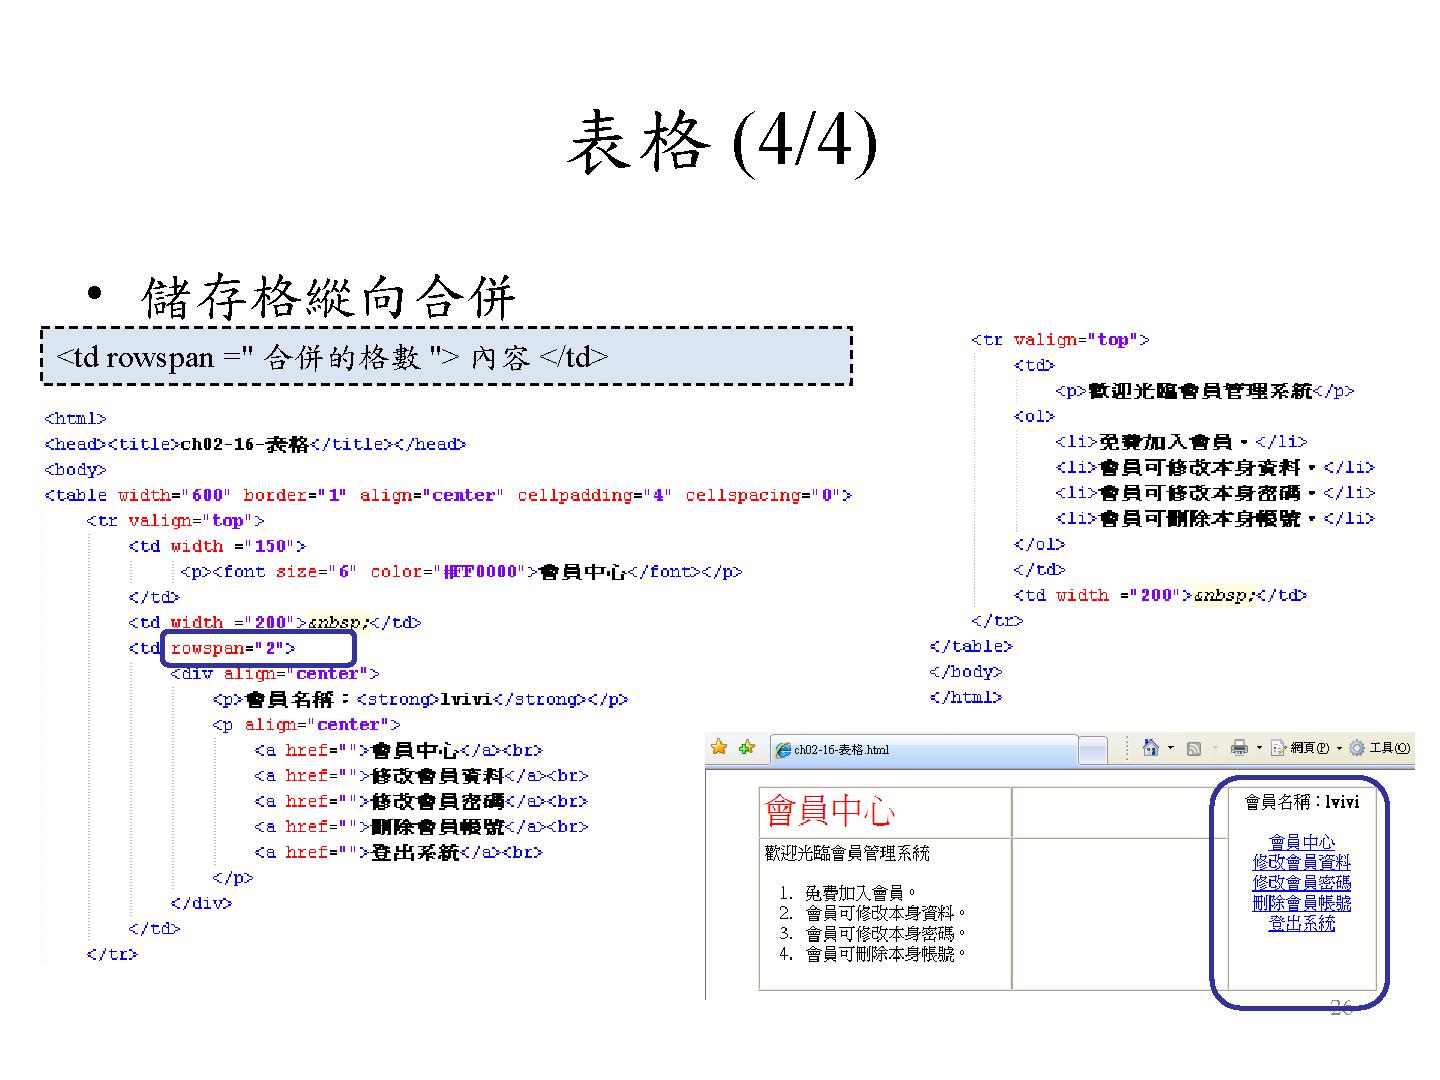 表格 (4/4)
• 儲存格縱向合併
<td rowspan =" 合併的格數 "> 內容 </td>
<html>
<head><title>ch02-16-表格</title></head>
<body>
<table width="600" border="1" align="center" cellpadding="4" cellspacing="0">
<tr valign="top">
<td width ="150">
<p><font size="6" color="#FF0000">會員中心</font></p>
</td>
<td width ="200">&nbsp;</td>
<td rowspan="2">
<div align="center">
<p>會員名稱：<strong>lvivi</strong></p>
<p align="center">
<a href="">會員中心</a><br>
<a href="">修改會員資料</a><br>
<a href="">修改會員密碼</a><br>
<a href="">刪除會員帳號</a><br>
<a href="">登出系統</a><br>
</p>
</div>
</td>
</tr>
<tr valign="top">
<td>
<p>歡迎光臨會員管理系統</p>
<ol>
<li>免費加入會員。</li>
<li>會員可修改本身資料。</li>
<li>會員可修改本身密碼。</li>
<li>會員可刪除本身帳號。</li>
</ol>
</td>
<td width ="200">&nbsp;</td>
</tr>
</table>
</body>
</html>
ch02-16-表格.html
網頁(P)
工具(O)
會員中心
歡迎光臨會員管理系統
1. 免費加入會員。
2. 會員可修改本身資料。
3. 會員可修改本身密碼。
4. 會員可刪除本身帳號。
會員名稱：lvivi
會員中心
修改會員資料
修改會員密碼
刪除會員帳號
登出系統
26